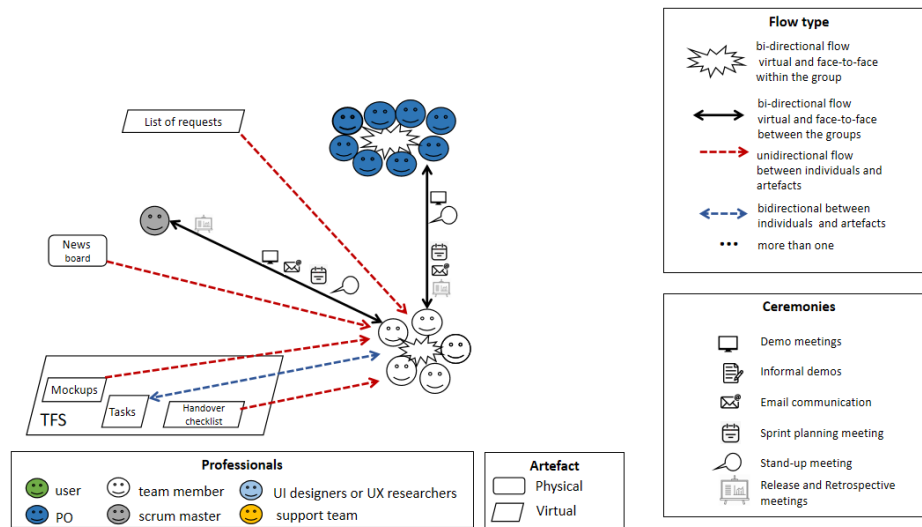 List of requests
News
board
Mockups
TFS
Tasks
Handover
checklist
Professionals
user
team member
UI designers or UX researchers
PO
scrum master
support team
Artefact
Physical
Virtual
Flow type
bi-directional flow
virtual and face-to-face
within the group
bi-directional flow
virtual and face-to-face
between the groups
unidirectional flow
between individuals and
artefacts
bidirectional between
individuals and artefacts
more than one
Ceremonies
Demo meetings
Informal demos
Email communication
Sprint planning meeting
Stand-up meeting
Release and Retrospective
meetings